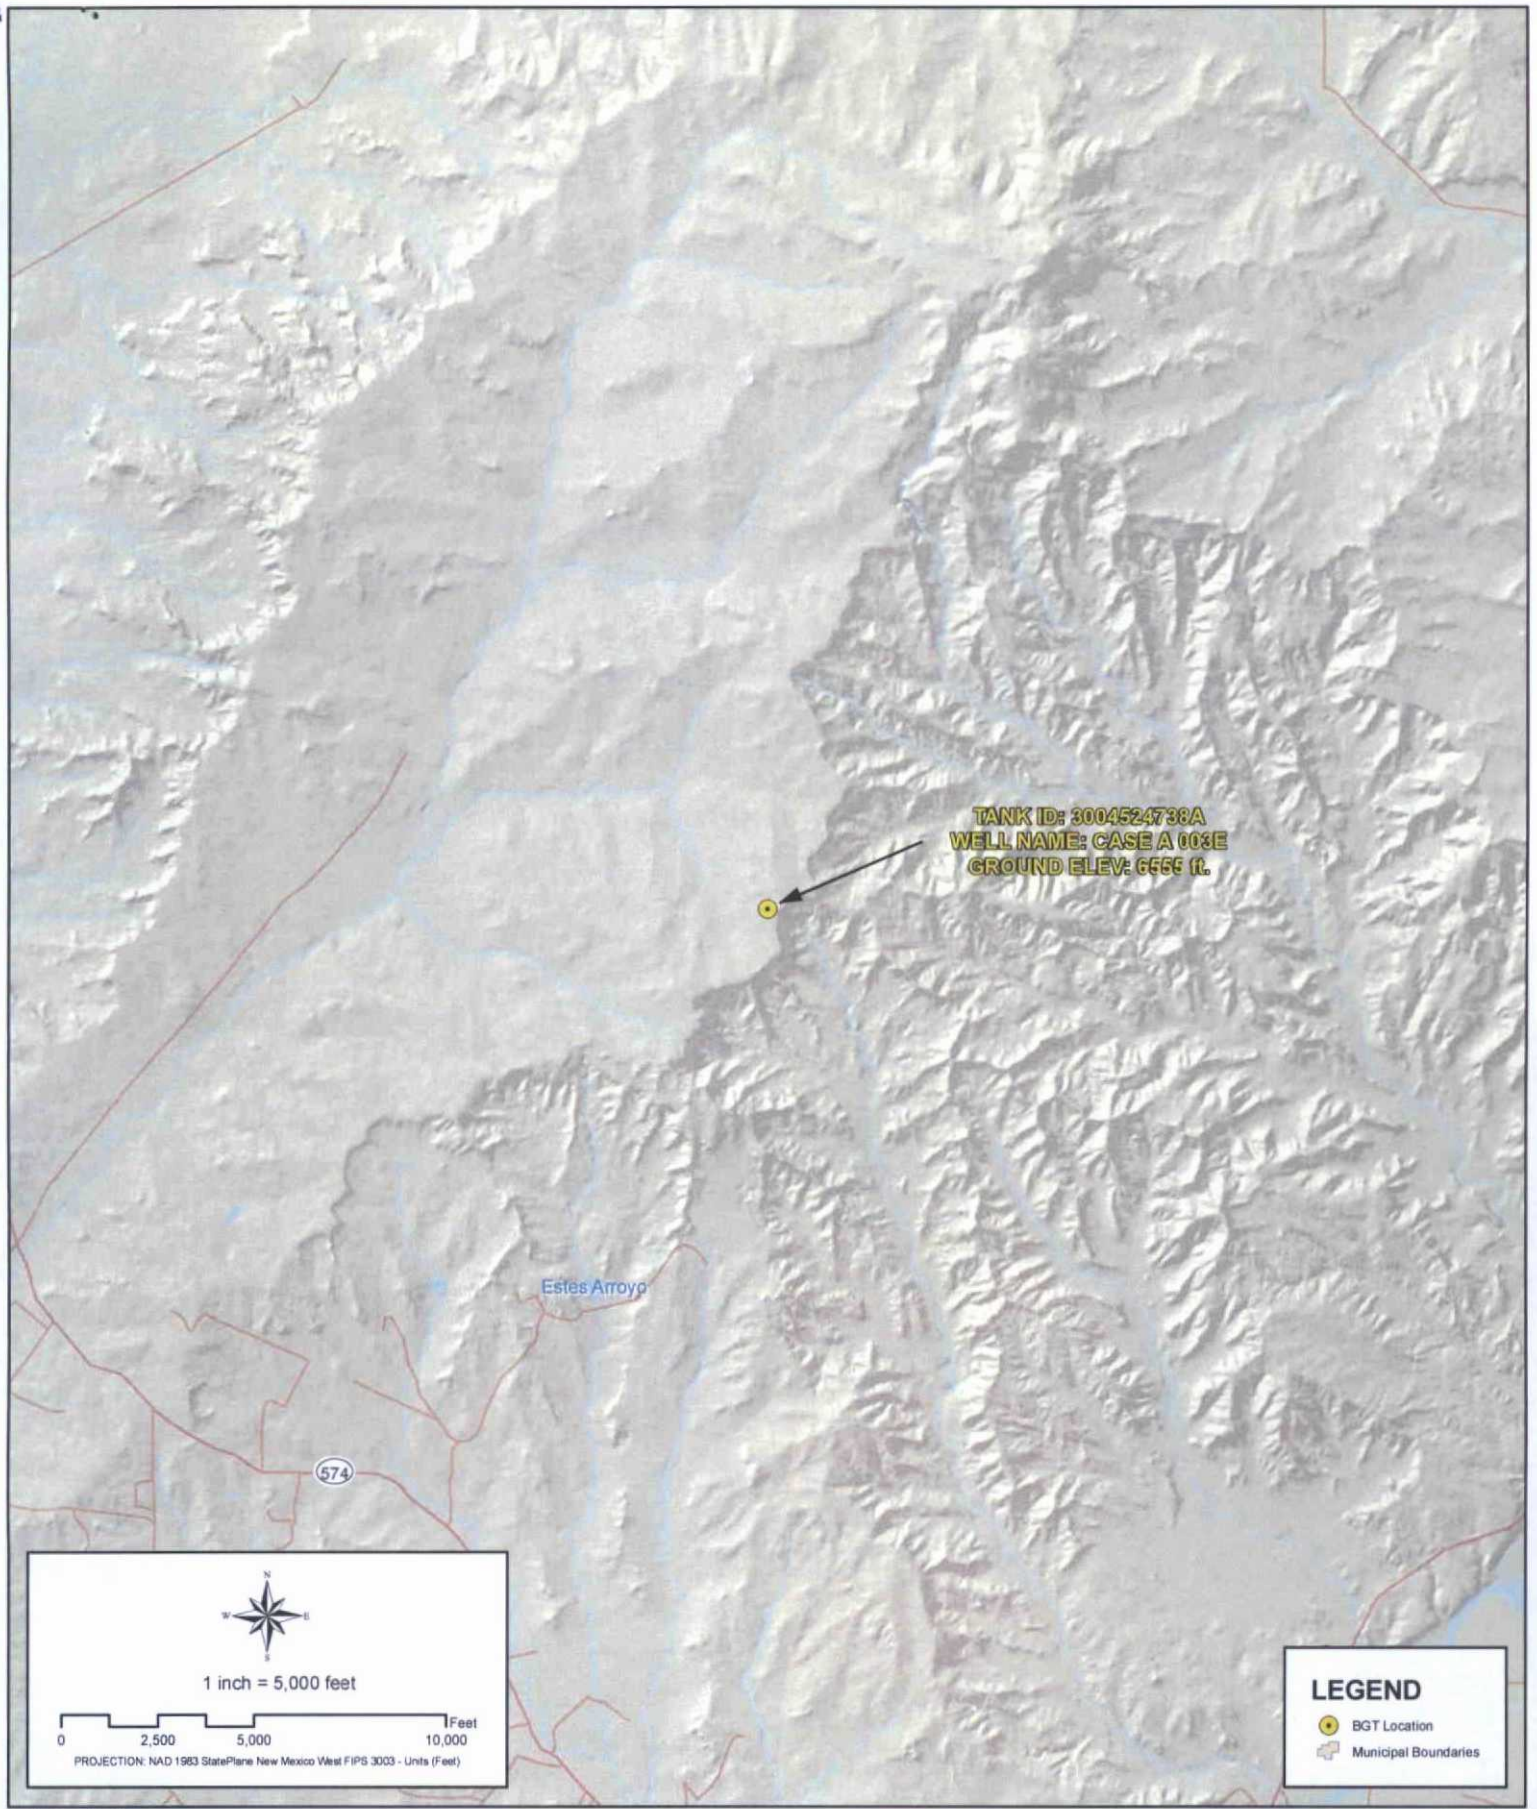 TANK ID: 3004524738A
WELL NAME: CASE A 003E
GROUND ELEV: 6555 ft.
Estes Arroyo
574
N
W E
S
1 inch = 5,000 feet
Feet
0 2,500 5,000 10,000
PROJECTION: NAD 1983 StatePlane New Mexico West FIPS 3003 - Units (Feet)
LEGEND
BGT Location
Municipal Boundaries